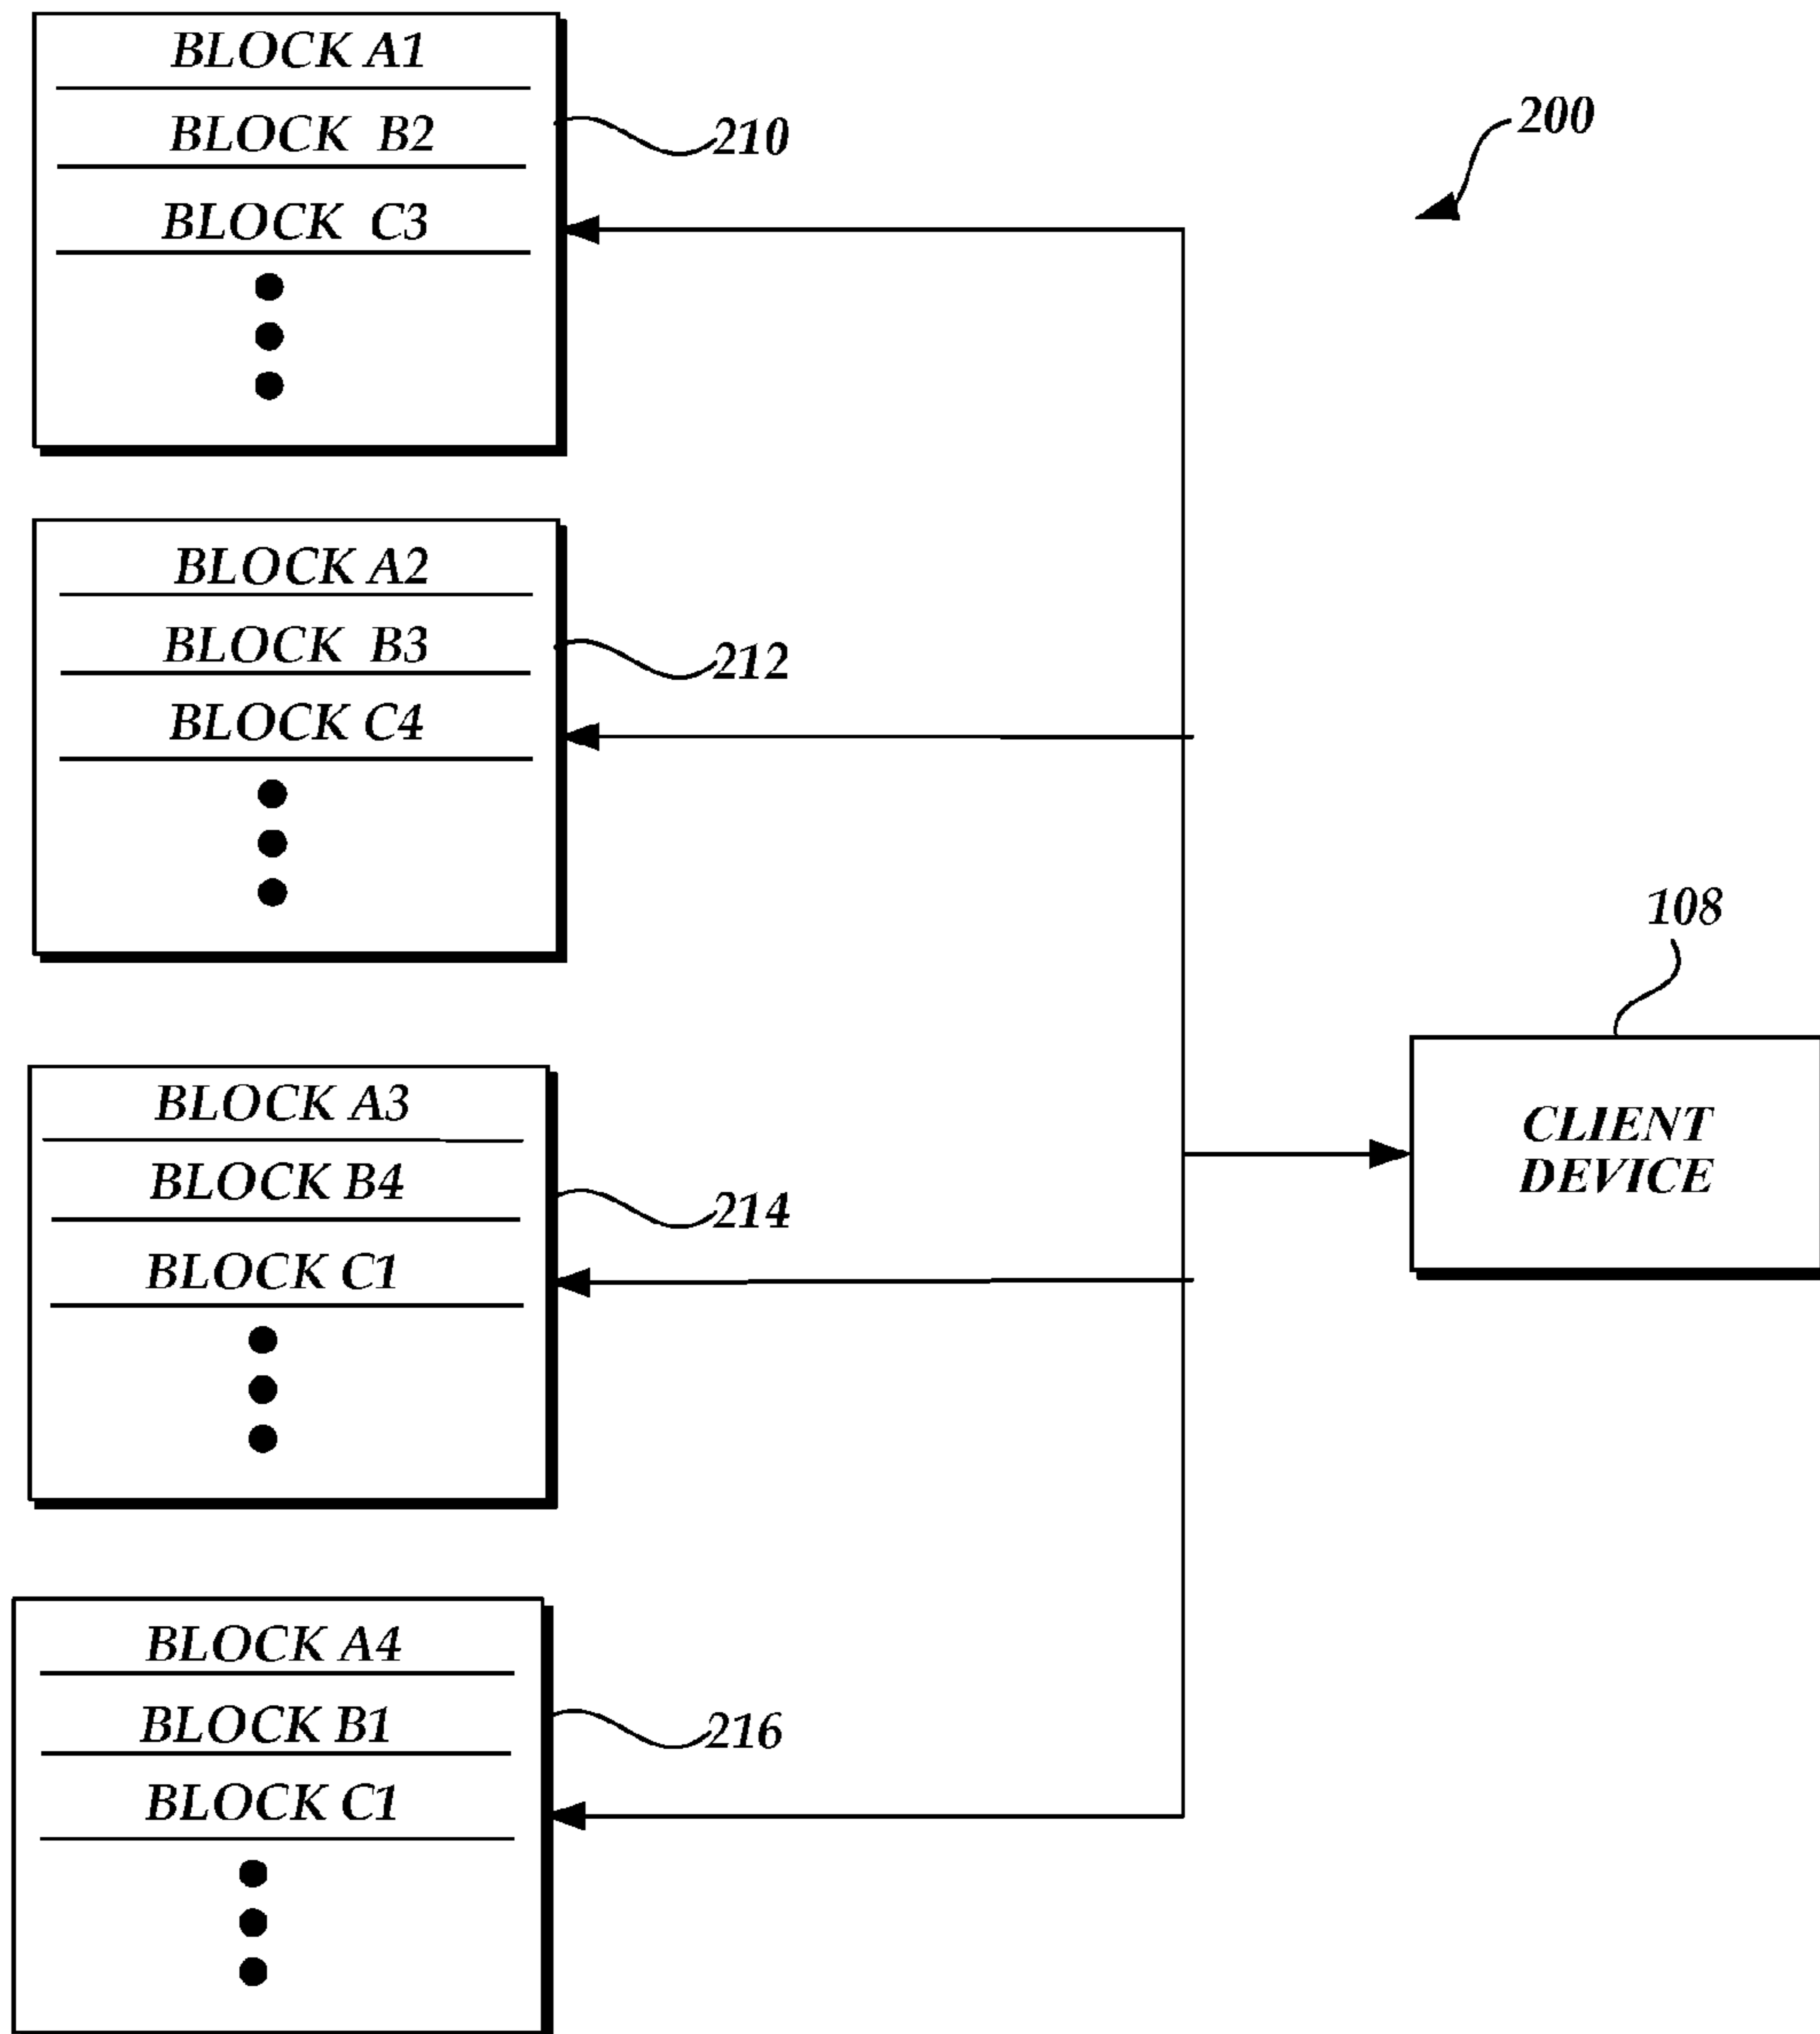 BLOCK A1
BLOCK B2
BLOCK C3
210
200
BLOCK A2
BLOCK B3
BLOCK C4
212
108
CLIENT
DEVICE
BLOCK A3
BLOCK B4
BLOCK C1
214
BLOCK A4
BLOCK B1
BLOCK C1
216